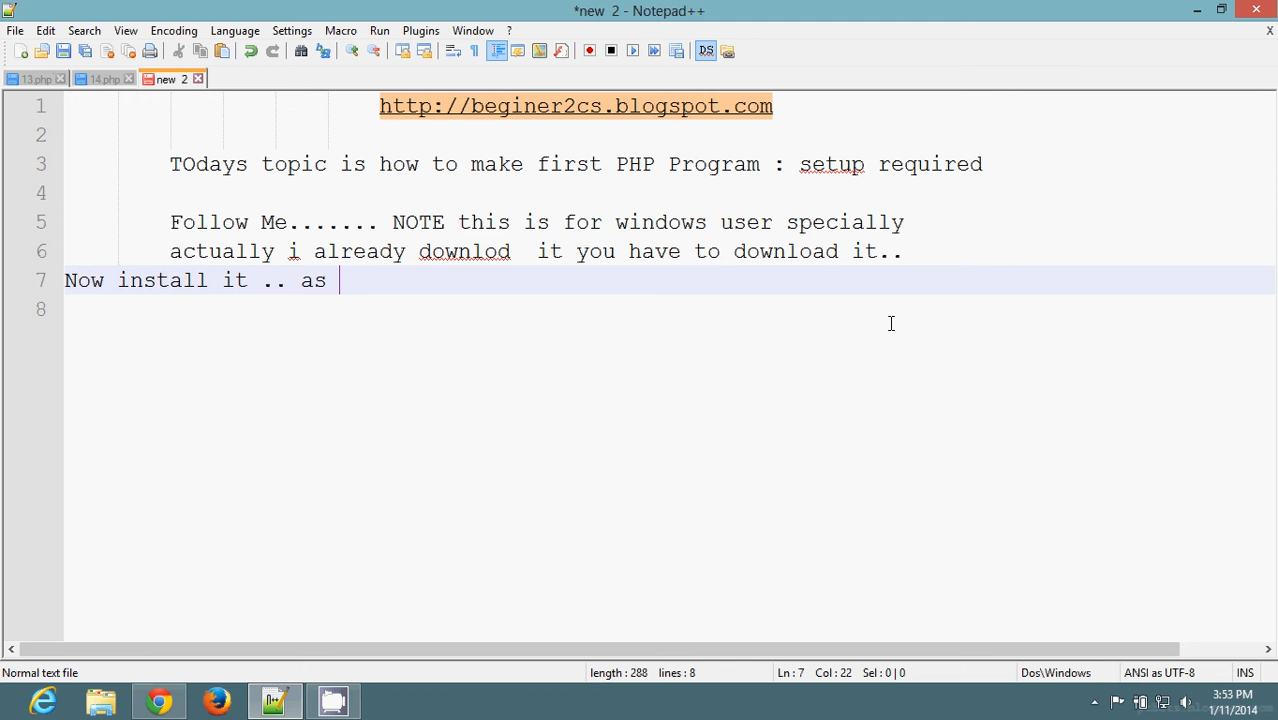 *new  2 - Notepad++
File Edit Search View Encoding Language Settings Macro Run Plugins Window ? X
13.php 14.php new  2
1 http://beginer2cs.blogspot.com
2
3 TOdays topic is how to make first PHP Program : setup required
4
5 Follow Me....... NOTE this is for windows user specially
6 actually i already downlod  it you have to download it..
7 Now install it .. as
8
Normal text file length : 288 lines : 8 Ln : 7 Col : 22 Sel : 0 | 0 Dos\Windows ANSI as UTF-8 INS
3:53 PM
1/11/2014